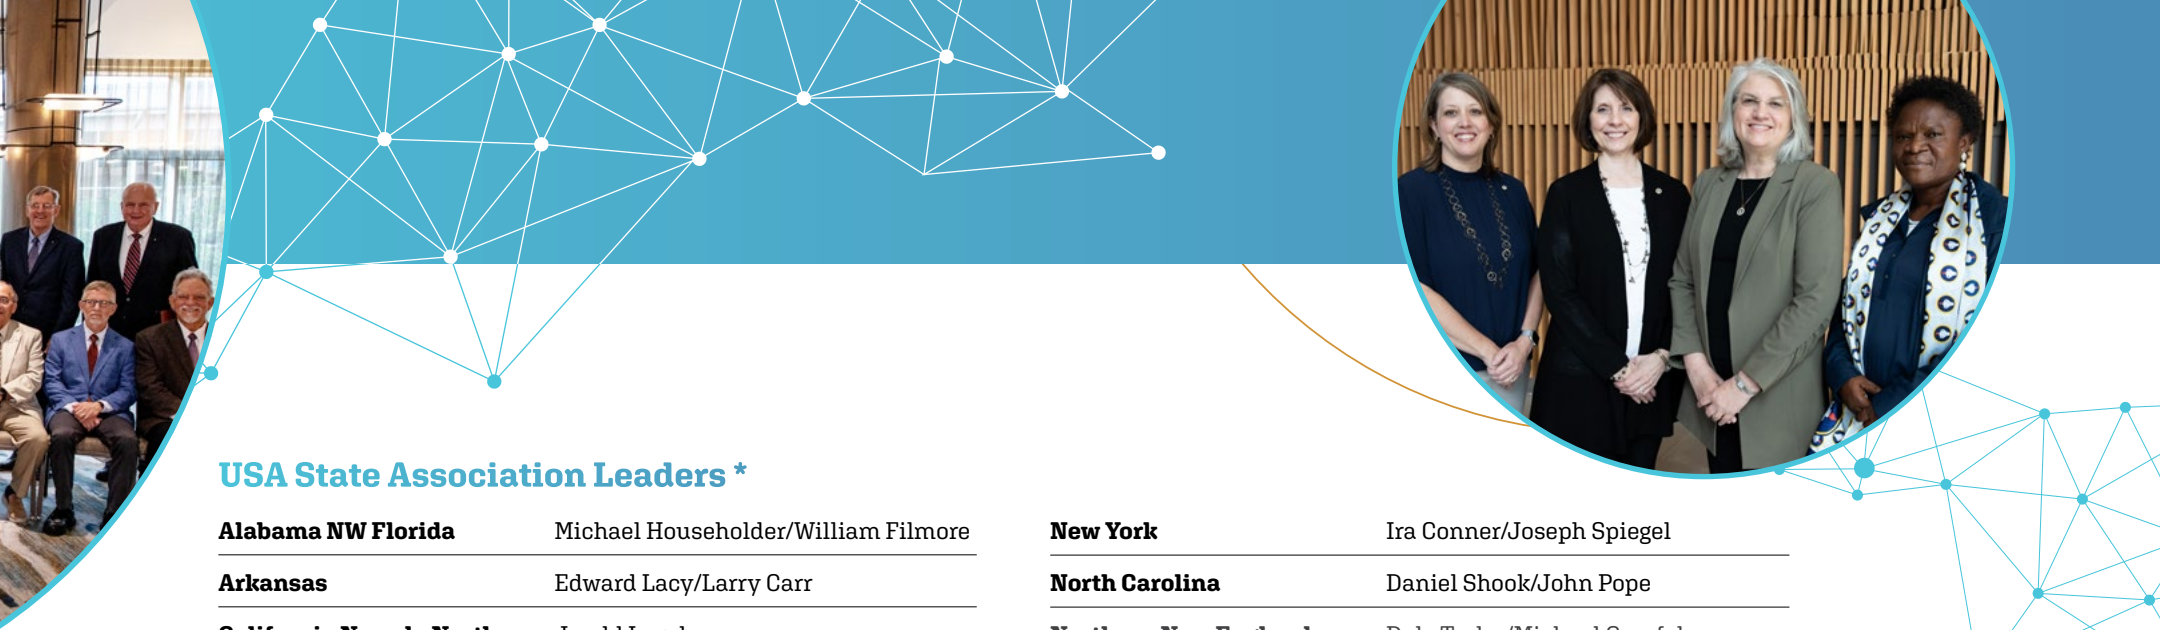 USA State Association Leaders *
Alabama NW Florida Michael Householder/William Filmore
Arkansas Edward Lacy/Larry Carr
New York Ira Conner/Joseph Spiegel
North Carolina Daniel Shook/John Pope